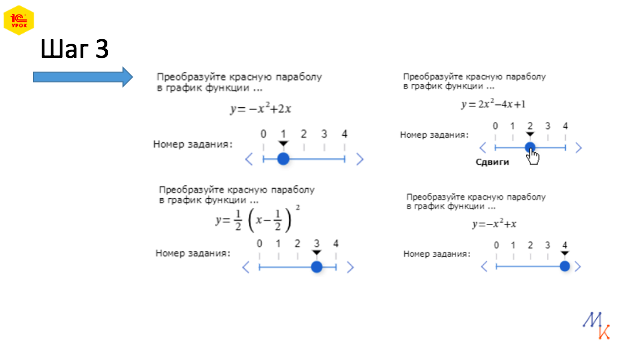 1С
УРОК
Шаг 3
Преобразуйте красную параболу
в график функции ...
y=−x²+2x
0 1 2 3 4
Номер задания:
Преобразуйте красную параболу
в график функции ...
y= 2x²−4x+1
0 1 2 3 4
Номер задания:
Сдвиги
Преобразуйте красную параболу
в график функции ...
y= 1/2 (x− 1/2)²
0 1 2 3 4
Номер задания:
Преобразуйте красную параболу
в график функции ...
y=−x²+x
0 1 2 3 4
Номер задания:
МК